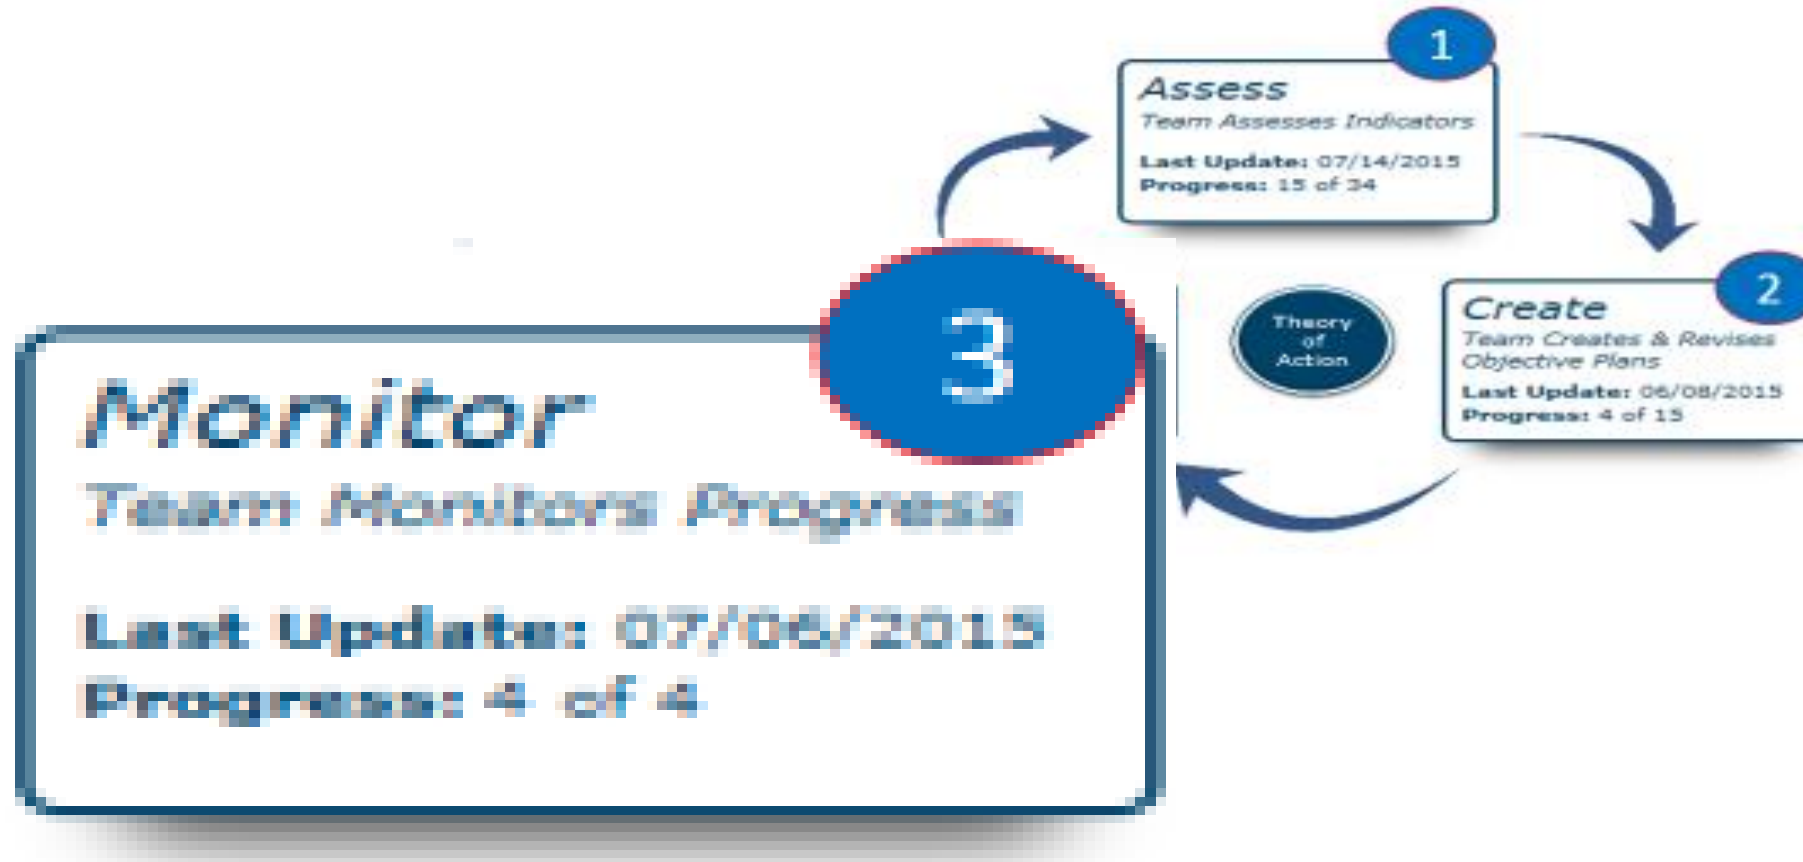 1
Assess
Team Assesses Indicators
Last Update: 07/14/2015
Progress: 15 of 34
2
Create
Team Creates & Revises
Objective Plans
Last Update: 06/08/2015
Progress: 4 of 15
Theory
of
Action
3
Monitor
Team Monitors Progress
Last Update: 07/06/2015
Progress: 4 of 4